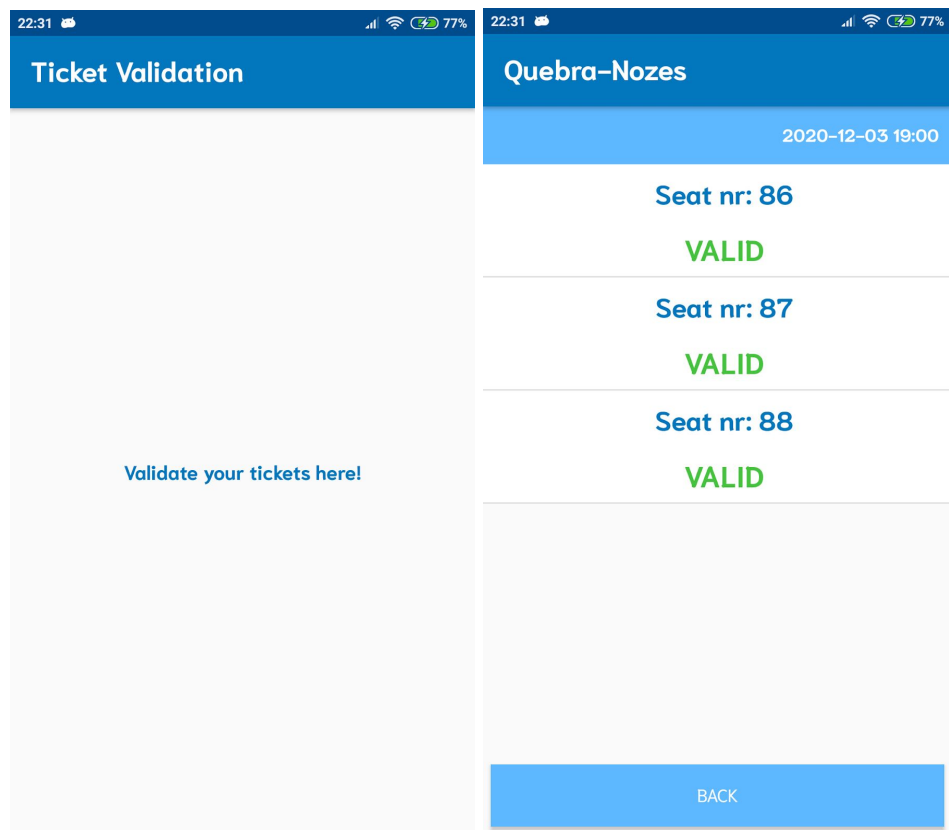 22:31
77%
Ticket Validation
Validate your tickets here!
22:31
77%
Quebra-Nozes
2020-12-03 19:00
Seat nr: 86
VALID
Seat nr: 87
VALID
Seat nr: 88
VALID
BACK